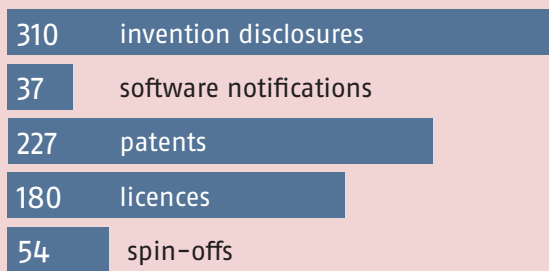 310 invention disclosures
37 software notifications
227 patents
180 licences
54 spin-offs